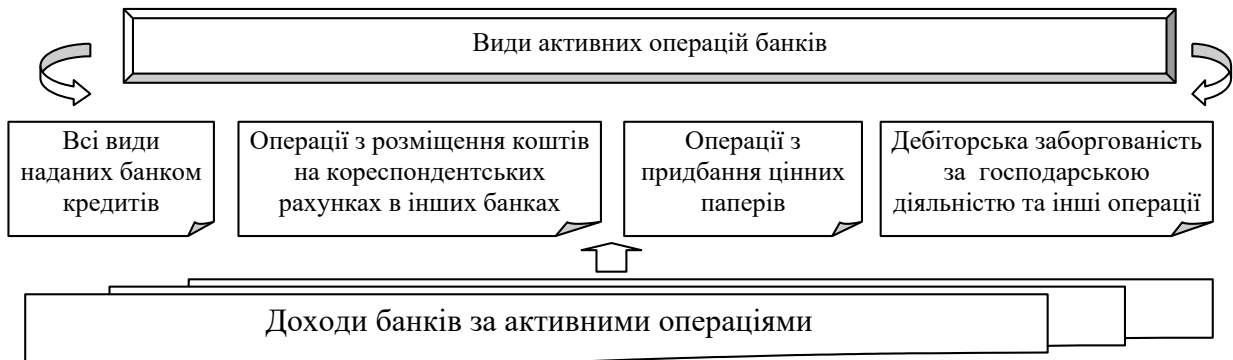 Види активних операцій банків
Всі види
наданих банком
кредитів
Операції з розміщення коштів
на кореспондентських
рахунках в інших банках
Операції з
придбання цінних
паперів
Дебіторська заборгованість
за господарською
діяльністю та інші операції
Доходи банків за активними операціями